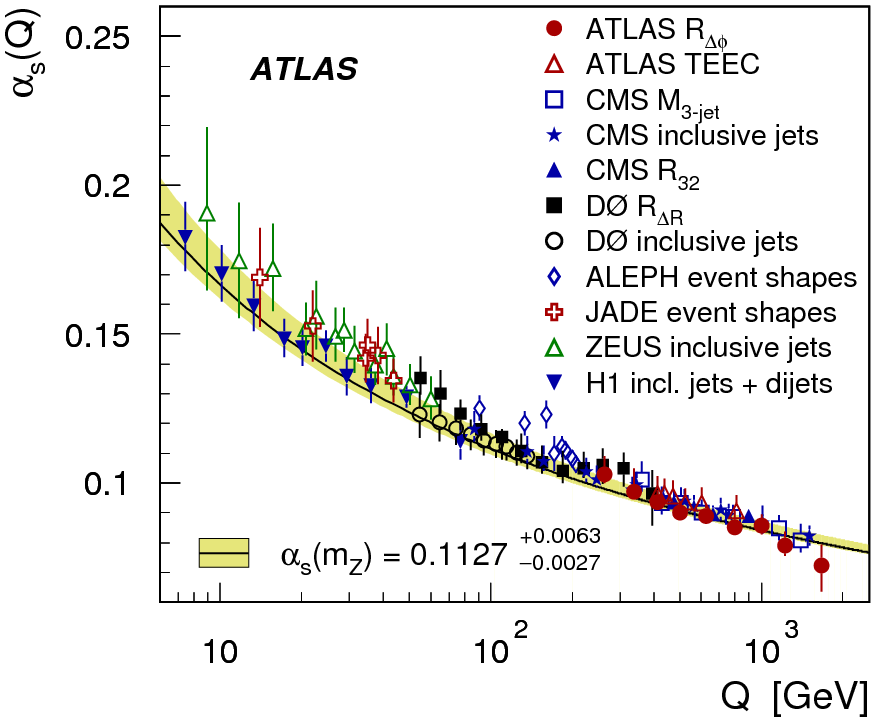 α_s(Q)
0.25
0.2
0.15
0.1
ATLAS
ATLAS R_Δϕ
ATLAS TEEC
CMS M_3-jet
CMS inclusive jets
CMS R_32
DØ R_ΔR
DØ inclusive jets
ALEPH event shapes
JADE event shapes
ZEUS inclusive jets
H1 incl. jets + dijets
α_s(m_Z) = 0.1127 +0.0063 −0.0027
10
10^2
10^3
Q [GeV]